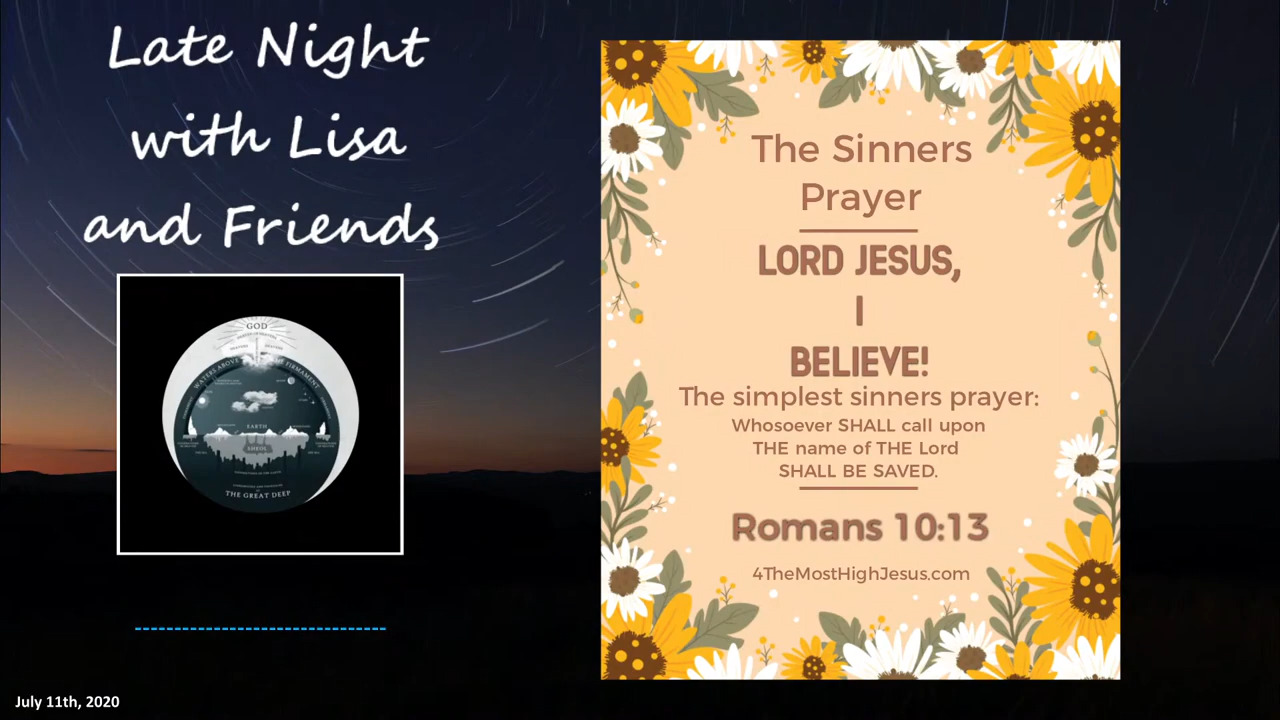 Late Night
with Lisa
and Friends
GOD
WATERS ABOVE THE FIRMAMENT
EARTH
SHEOL
THE GREAT DEEP
July 11th, 2020
The Sinners
Prayer
LORD JESUS,
I
BELIEVE!
The simplest sinners prayer:
Whosoever SHALL call upon
THE name of THE Lord
SHALL BE SAVED.
Romans 10:13
4TheMostHighJesus.com